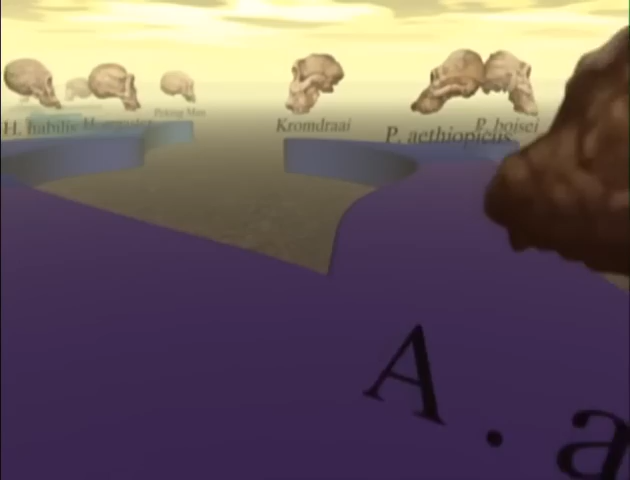 H. habilis
Peking Man
Kromdraai
P. aethiopicus
P. boisei
A. a